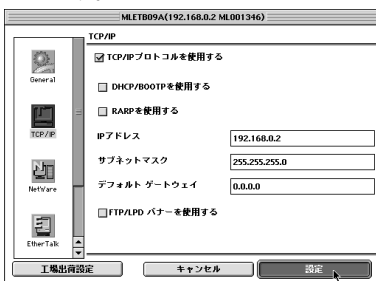 MLETB09A(192.168.0.2 ML001346)
General
TCP/IP
NetWare
EtherTalk
TCP/IP
TCP/IPプロトコルを使用する
DHCP/BOOTPを使用する
RARPを使用する
IPアドレス 192.168.0.2
サブネットマスク 255.255.255.0
デフォルト ゲートウェイ 0.0.0.0
FTP/LPD バナーを使用する
工場出荷設定 キャンセル 設定